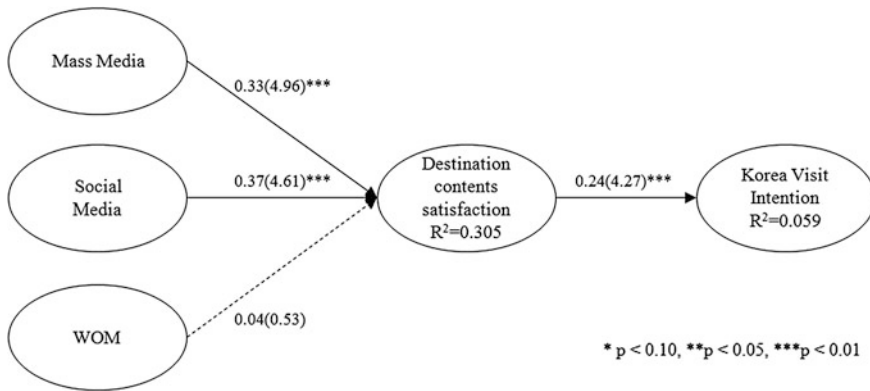 Mass Media
0.33(4.96)***
Social
Media
0.37(4.61)***
Destination
contents
satisfaction
R²=0.305
0.24(4.27)***
Korea Visit
Intention
R²=0.059
WOM
0.04(0.53)
* p < 0.10, **p < 0.05, ***p < 0.01